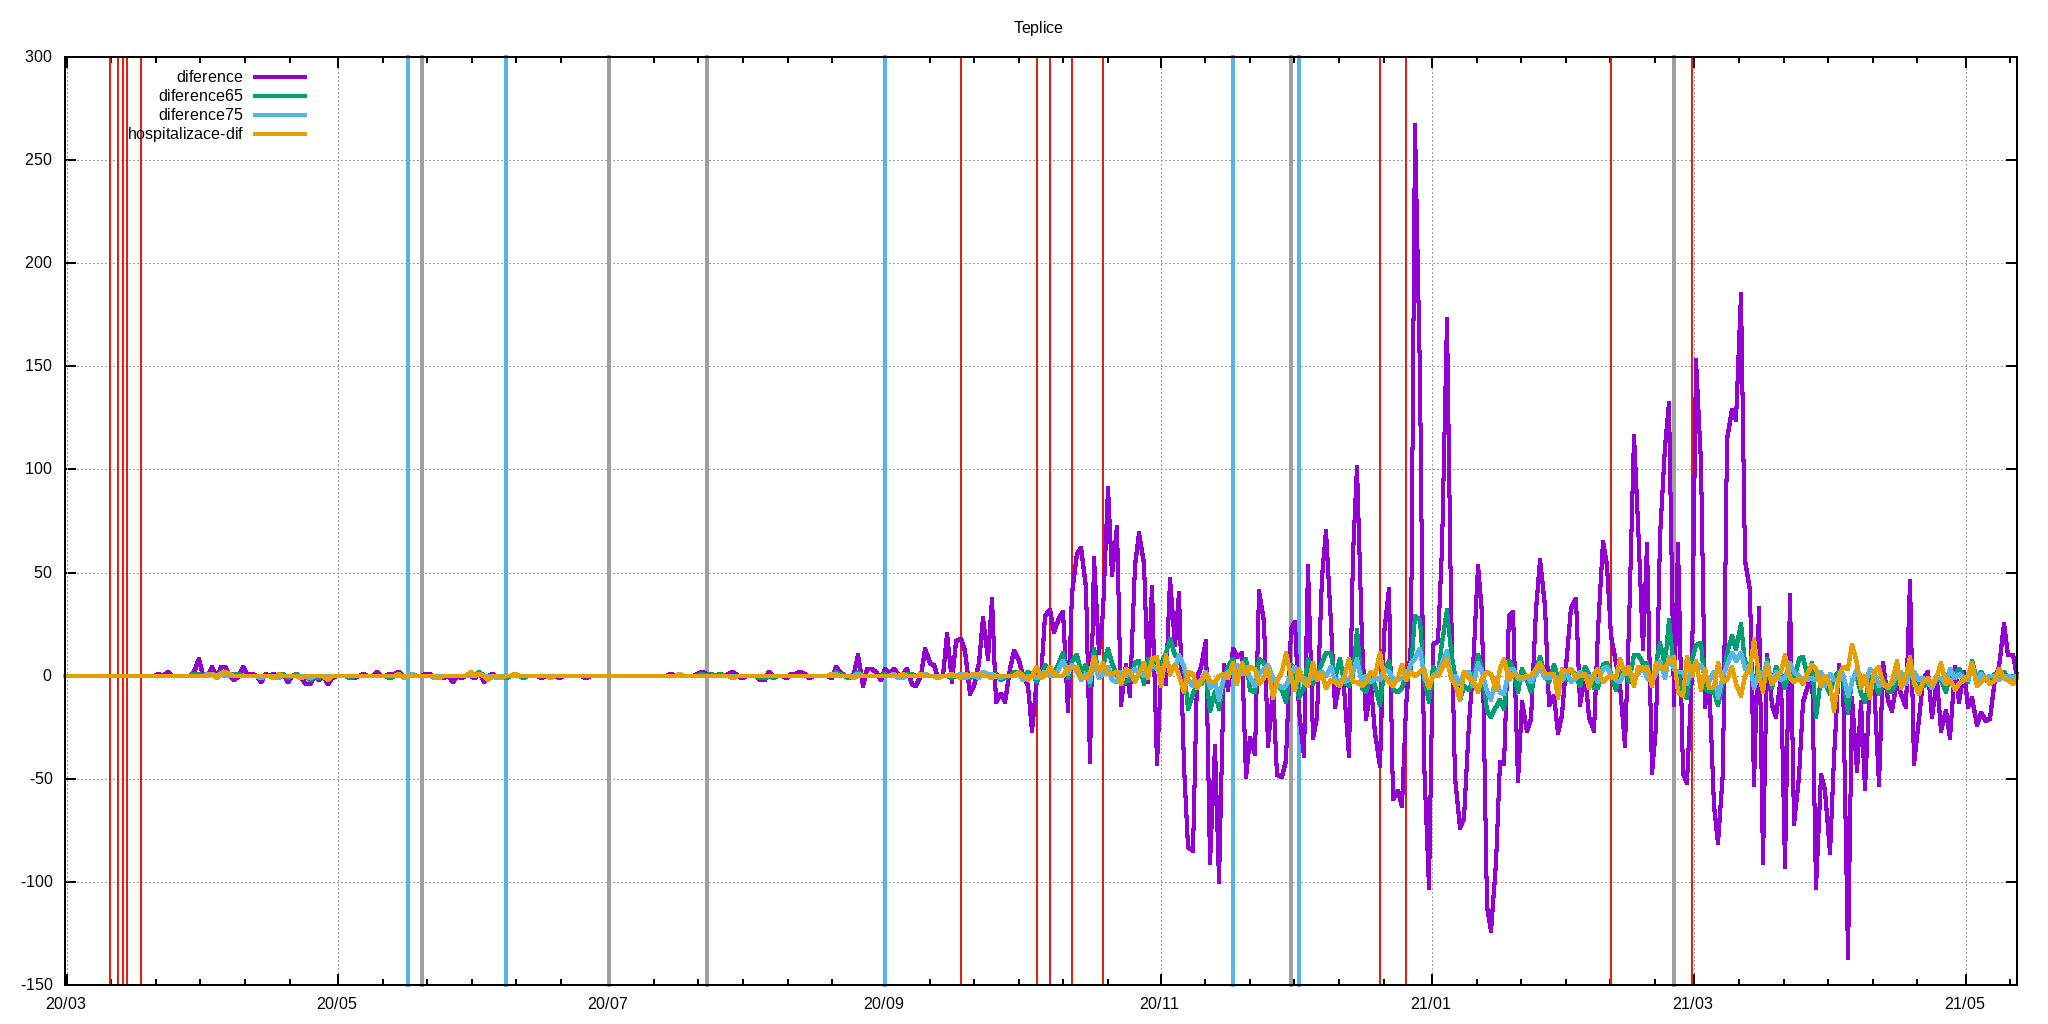 Teplice
300
250
200
150
100
50
0
-50
-100
-150
diference
diference65
diference75
hospitalizace-dif
20/03 20/05 20/07 20/09 20/11 21/01 21/03 21/05